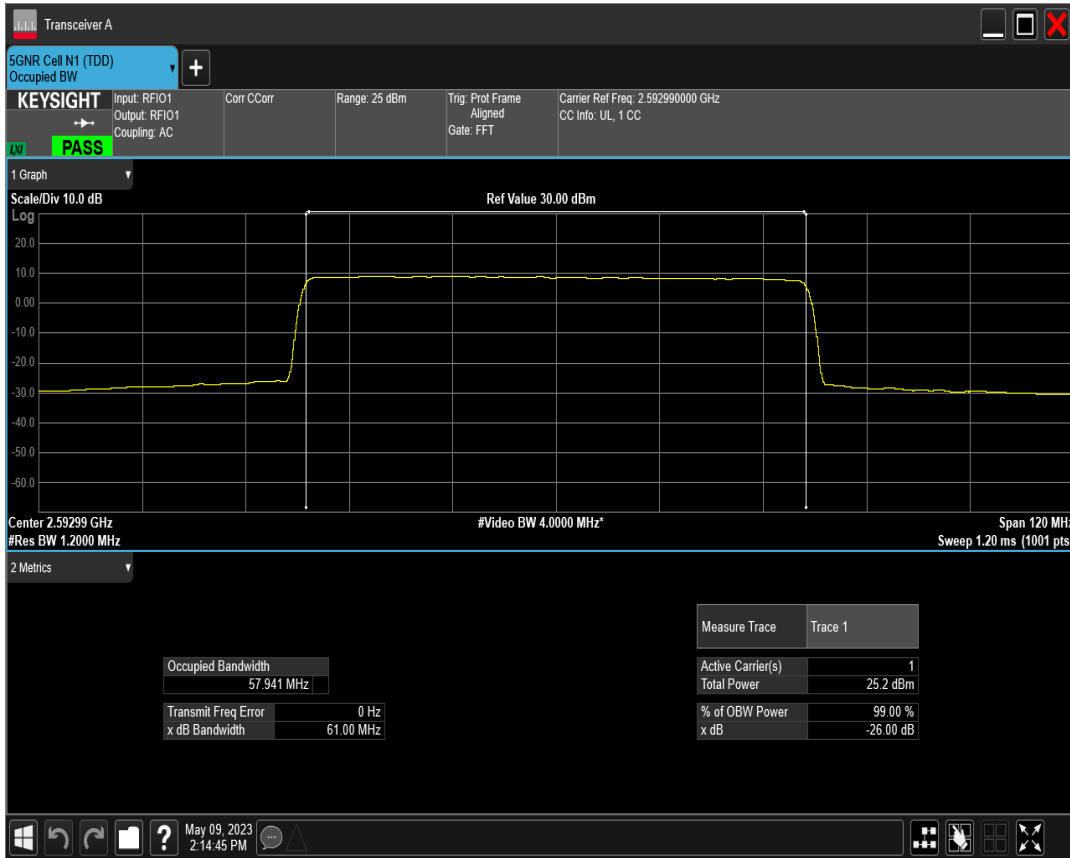 Transceiver A
5GNR Cell N1 (TDD)
Occupied BW
+
KEYSIGHT
LXI
PASS
Input: RFIO1
Output: RFIO1
Coupling: AC
Corr CCorr
Range: 25 dBm
Trig: Prot Frame
Aligned
Gate: FFT
Carrier Ref Freq: 2.592990000 GHz
CC Info: UL, 1 CC
1 Graph
Scale/Div 10.0 dB
Ref Value 30.00 dBm
Log
20.0
10.0
0.00
-10.0
-20.0
-30.0
-40.0
-50.0
-60.0
Center 2.59299 GHz
#Video BW 4.0000 MHz*
Span 120 MHz
#Res BW 1.2000 MHz
Sweep 1.20 ms (1001 pts
2 Metrics
Measure Trace Trace 1
Occupied Bandwidth
57.941 MHz
Active Carrier(s) 1
Total Power 25.2 dBm
Transmit Freq Error 0 Hz
x dB Bandwidth 61.00 MHz
% of OBW Power 99.00 %
x dB -26.00 dB
?
May 09, 2023
2:14:45 PM